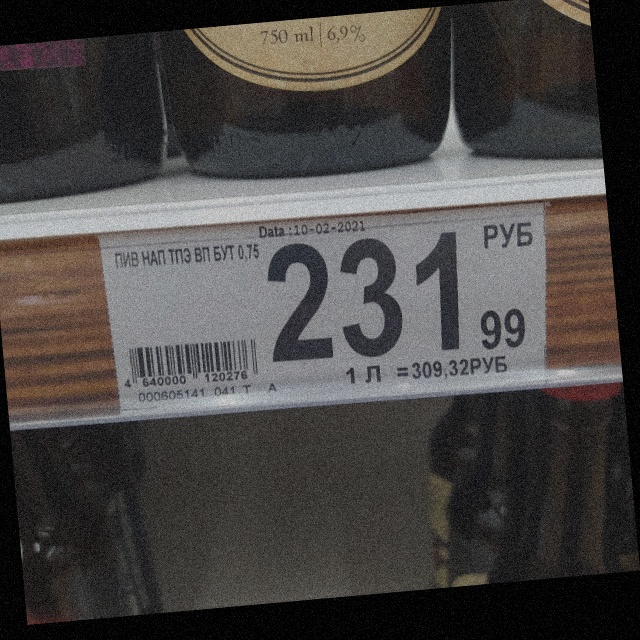 750 ml | 6,9%
Data : 10-02-2021
ПИВ НАП ТПЭ ВП БУТ 0,75
231 99 РУБ
1 Л = 309,32РУБ
4 640000 120276
000605141 041 Т А